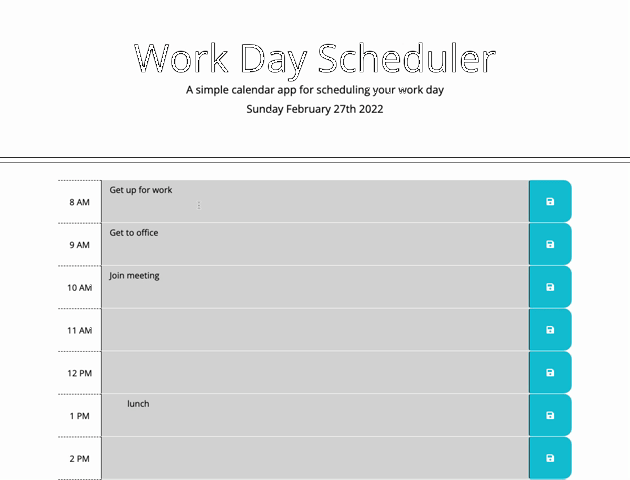 Work Day Scheduler
A simple calendar app for scheduling your work day
Sunday February 27th 2022
8 AM Get up for work
9 AM Get to office
10 AM Join meeting
11 AM
12 PM
1 PM lunch
2 PM